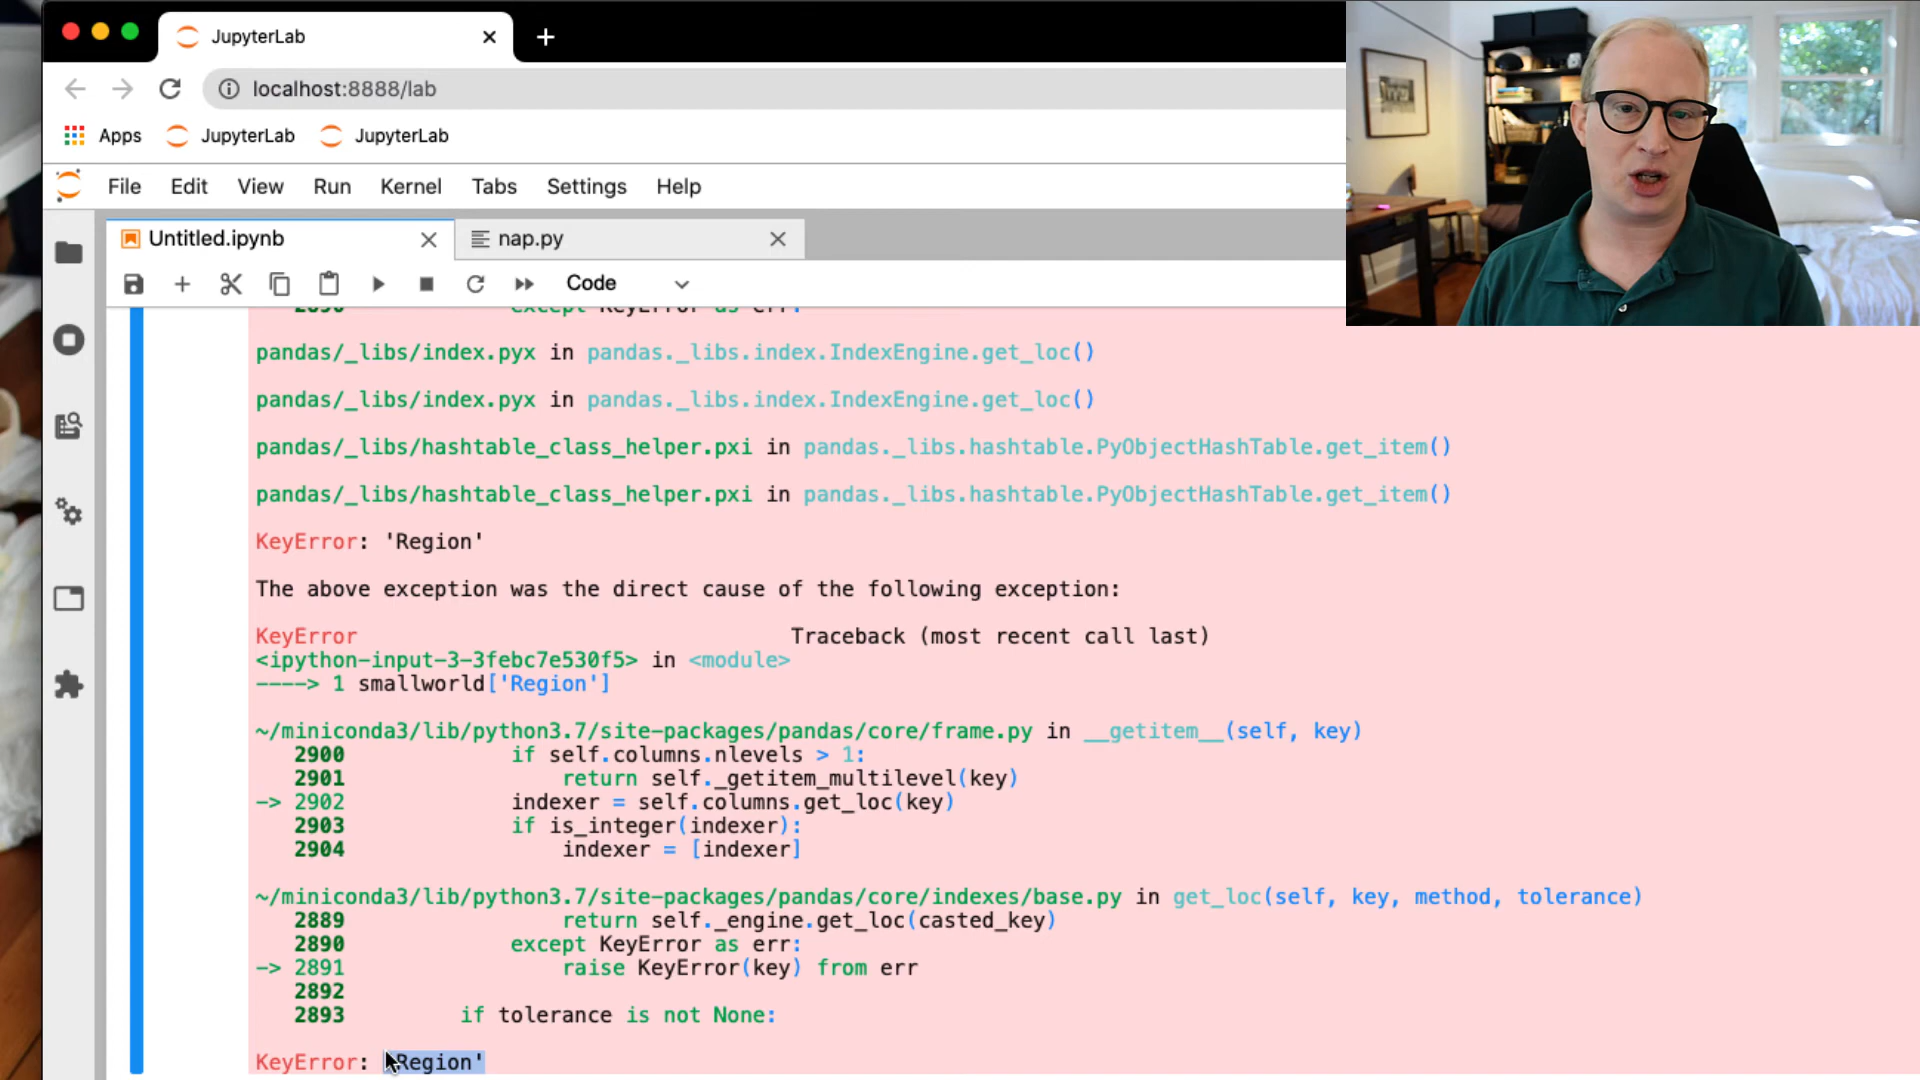 JupyterLab
localhost:8888/lab
Apps JupyterLab JupyterLab
File Edit View Run Kernel Tabs Settings Help
Untitled.ipynb nap.py
Code
2890 except KeyError as err:
pandas/_libs/index.pyx in pandas._libs.index.IndexEngine.get_loc()
pandas/_libs/index.pyx in pandas._libs.index.IndexEngine.get_loc()
pandas/_libs/hashtable_class_helper.pxi in pandas._libs.hashtable.PyObjectHashTable.get_item()
pandas/_libs/hashtable_class_helper.pxi in pandas._libs.hashtable.PyObjectHashTable.get_item()
KeyError: 'Region'
The above exception was the direct cause of the following exception:
KeyError Traceback (most recent call last)
<ipython-input-3-3febc7e530f5> in <module>
----> 1 smallworld['Region']
~/miniconda3/lib/python3.7/site-packages/pandas/core/frame.py in __getitem__(self, key)
2900 if self.columns.nlevels > 1:
2901 return self._getitem_multilevel(key)
-> 2902 indexer = self.columns.get_loc(key)
2903 if is_integer(indexer):
2904 indexer = [indexer]
~/miniconda3/lib/python3.7/site-packages/pandas/core/indexes/base.py in get_loc(self, key, method, tolerance)
2889 return self._engine.get_loc(casted_key)
2890 except KeyError as err:
-> 2891 raise KeyError(key) from err
2892
2893 if tolerance is not None:
KeyError: 'Region'